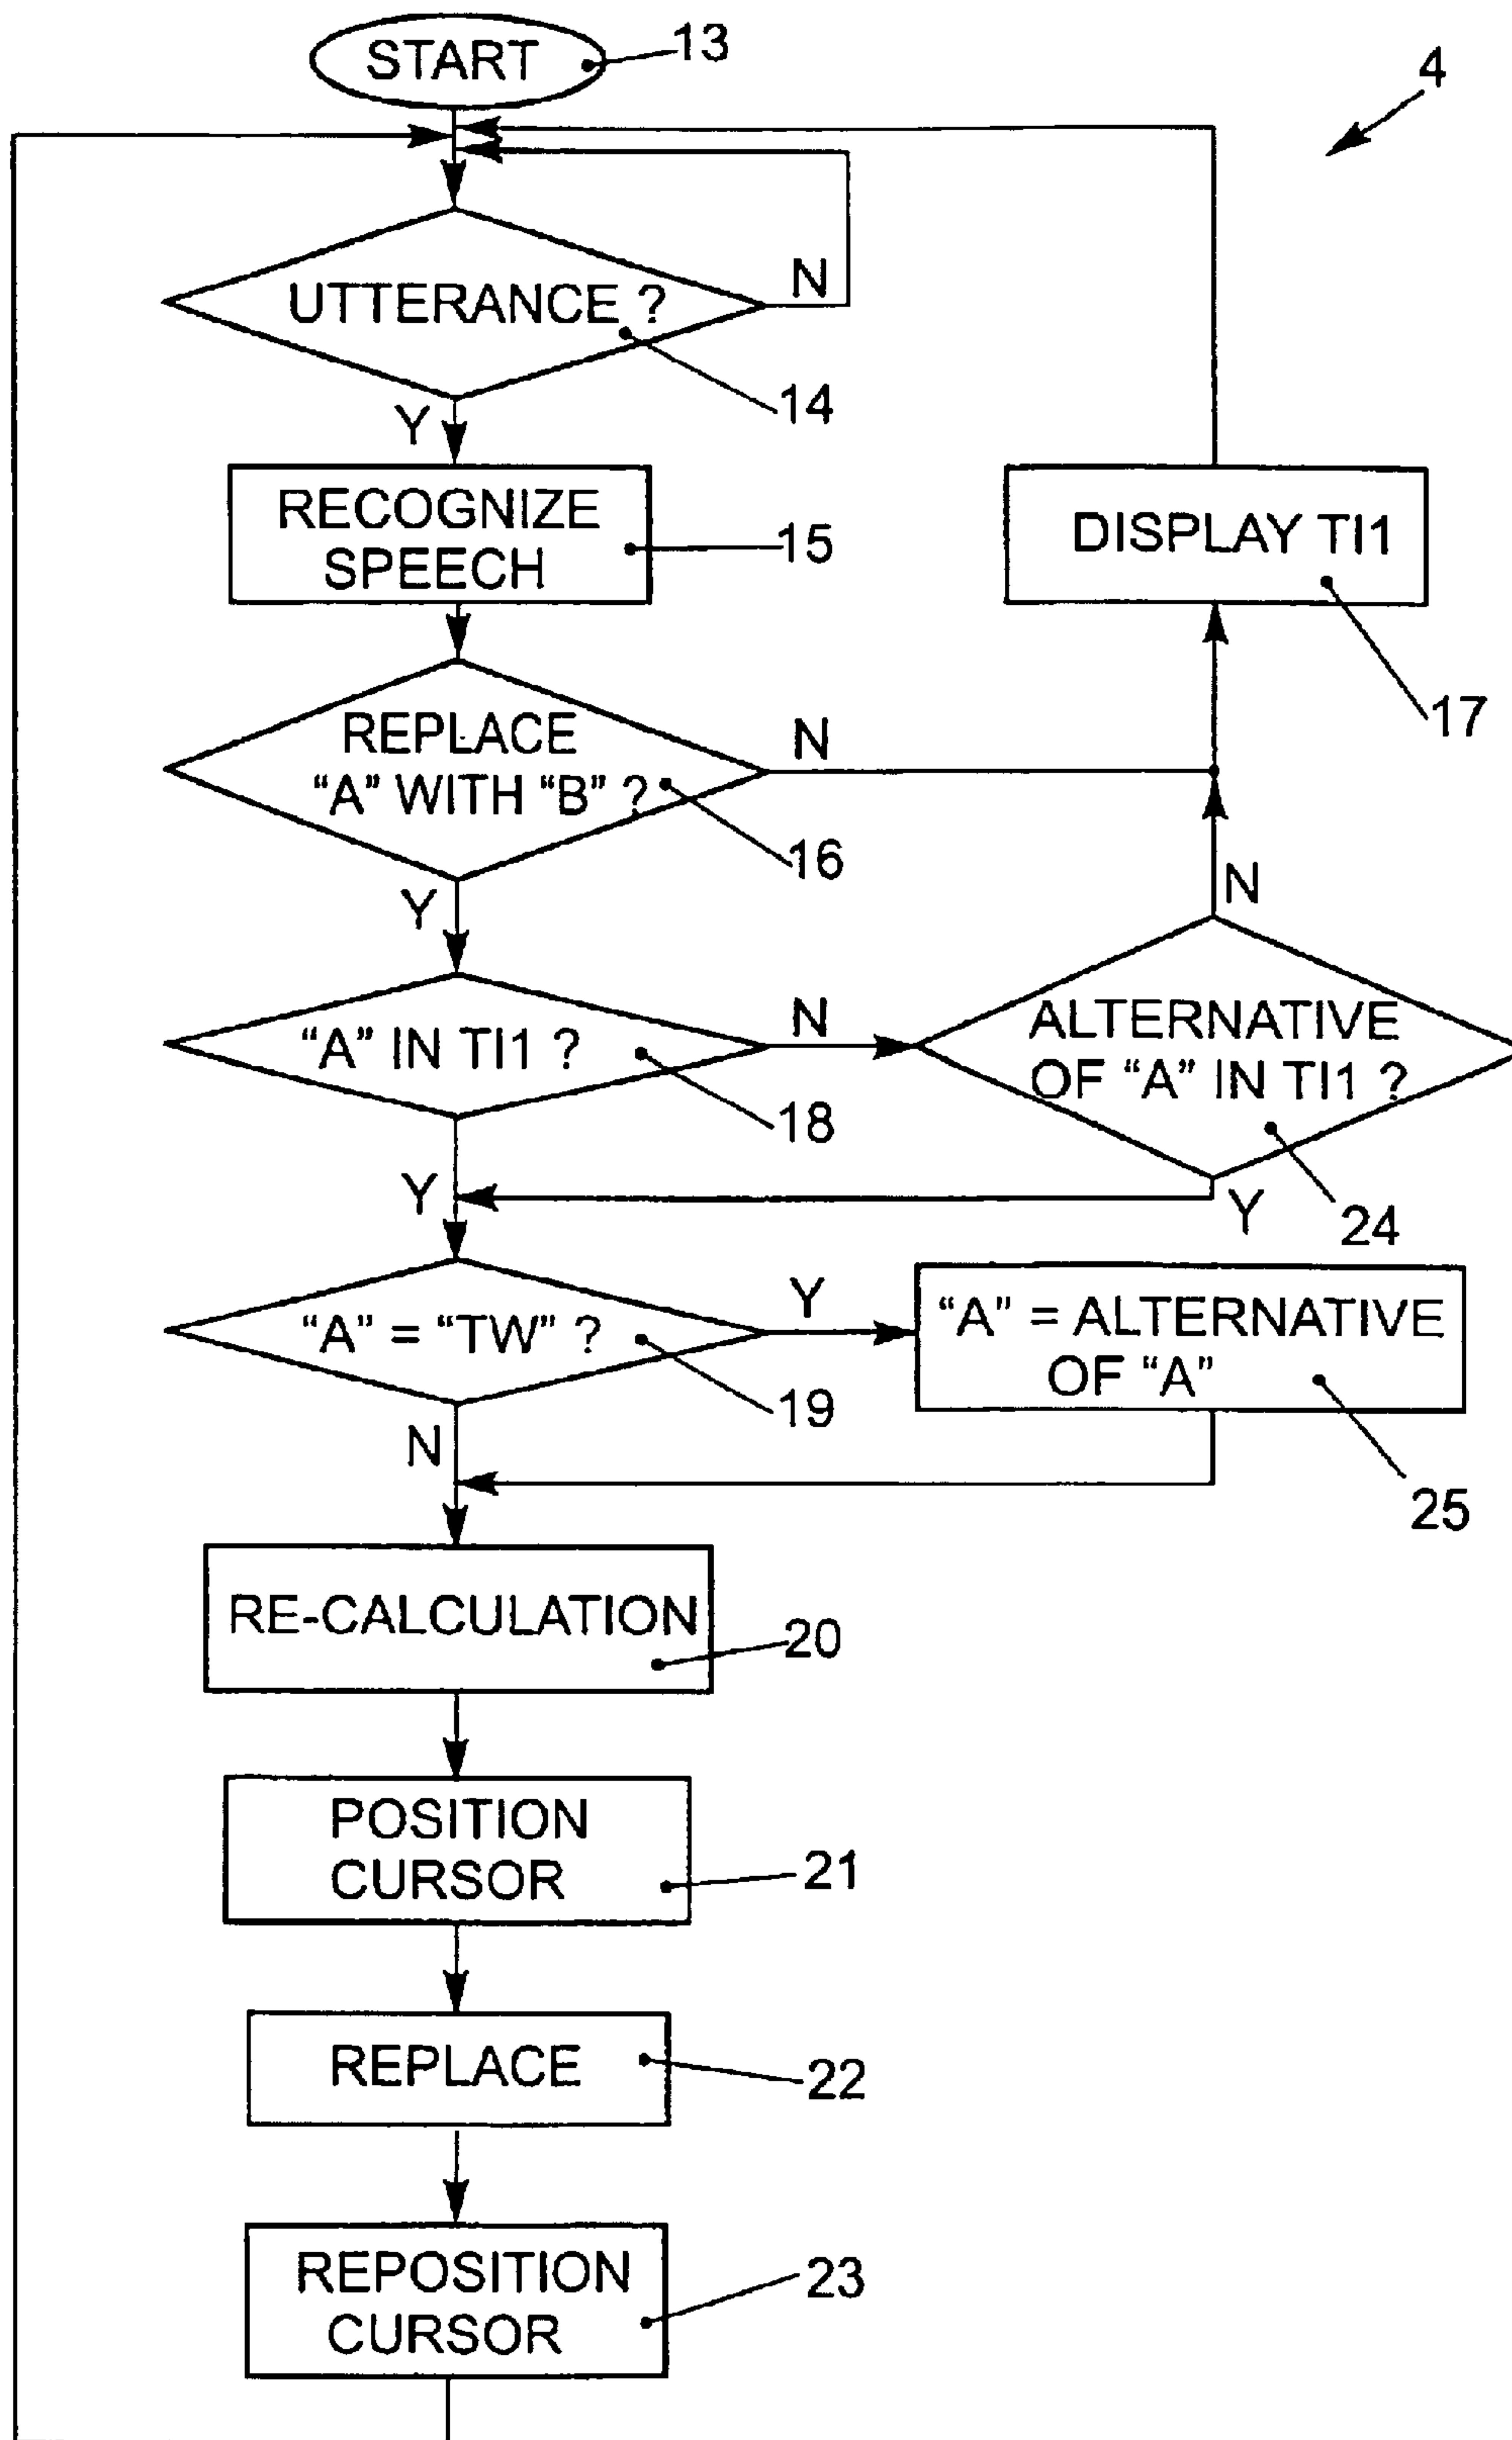 START
13
4
UTTERANCE ?
N
14
Y
RECOGNIZE
SPEECH
15
DISPLAY TI1
17
REPLACE
“A” WITH “B” ?
N
16
Y
N
“A” IN TI1 ?
N
18
ALTERNATIVE
OF “A” IN TI1 ?
24
Y
Y
“A” = “TW” ?
Y
19
“A” = ALTERNATIVE
OF “A”
25
N
RE-CALCULATION
20
POSITION
CURSOR
21
REPLACE
22
REPOSITION
CURSOR
23